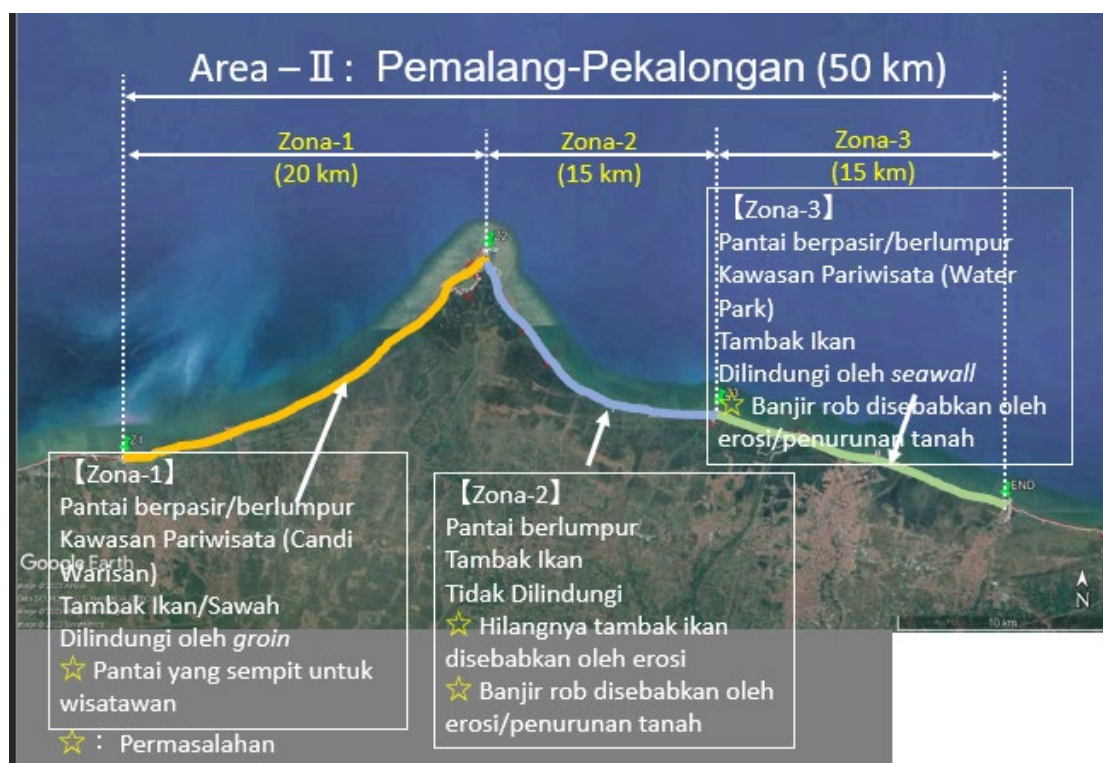 Area – Ⅱ : Pemalang-Pekalongan (50 km)
Zona-1
(20 km)
Zona-2
(15 km)
Zona-3
(15 km)
【Zona-3】
Pantai berpasir/berlumpur
Kawasan Pariwisata (Water
Park)
Tambak Ikan
Dilindungi oleh seawall
☆ Banjir rob disebabkan oleh
erosi/penurunan tanah
Z1
Z2
END
【Zona-1】
Pantai berpasir/berlumpur
Kawasan Pariwisata (Candi
Warisan)
Tambak Ikan/Sawah
Dilindungi oleh groin
☆ Pantai yang sempit untuk
wisatawan
【Zona-2】
Pantai berlumpur
Tambak Ikan
Tidak Dilindungi
☆ Hilangnya tambak ikan
disebabkan oleh erosi
☆ Banjir rob disebabkan oleh
erosi/penurunan tanah
☆ : Permasalahan
Google Earth
N
10 km